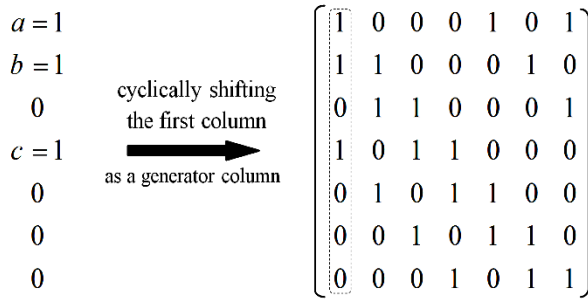 a = 1 1 0 0 0 1 0 1
b = 1 1 1 0 0 0 1 0
0 0 1 1 0 0 0 1
c = 1 1 0 1 1 0 0 0
0 0 1 0 1 1 0 0
0 0 0 1 0 1 1 0
0 0 0 0 1 0 1 1
cyclically shifting
the first column
as a generator column